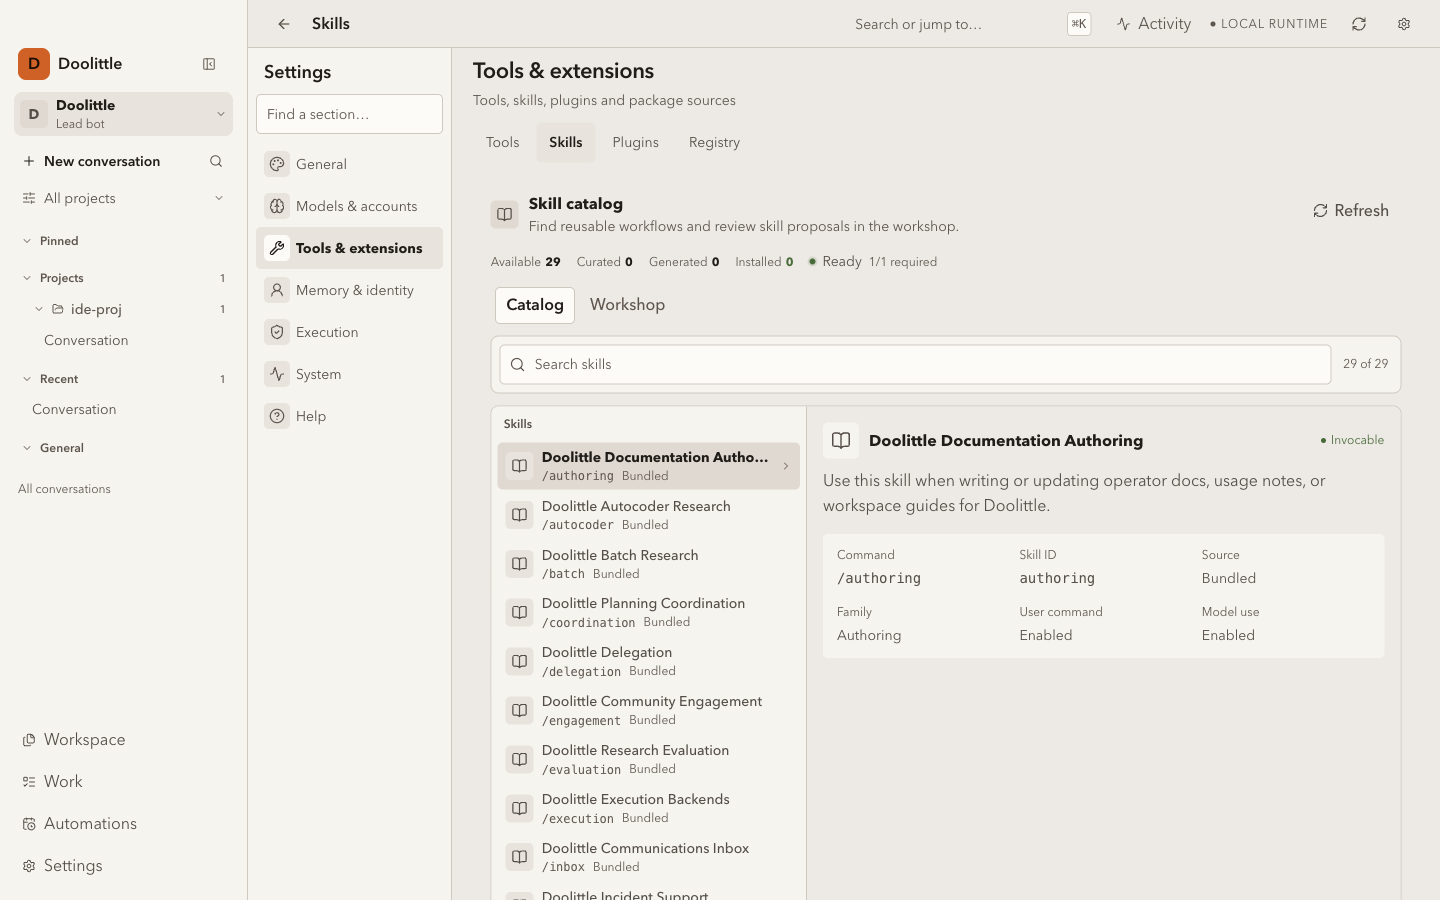 Skills
Search or jump to…
⌘K
Activity
LOCAL RUNTIME
D
Doolittle
D
Doolittle
Lead bot
New conversation
All projects
Pinned
Projects 1
ide-proj 1
Conversation
Recent 1
Conversation
General
All conversations
Workspace
Work
Automations
Settings
Settings
Find a section…
General
Models & accounts
Tools & extensions
Memory & identity
Execution
System
Help
Tools & extensions
Tools, skills, plugins and package sources
Tools Skills Plugins Registry
Skill catalog
Find reusable workflows and review skill proposals in the workshop.
Refresh
Available 29 Curated 0 Generated 0 Installed 0 Ready 1/1 required
Catalog Workshop
Search skills
29 of 29
Skills
Doolittle Documentation Autho…
/authoring Bundled
Doolittle Autocoder Research
/autocoder Bundled
Doolittle Batch Research
/batch Bundled
Doolittle Planning Coordination
/coordination Bundled
Doolittle Delegation
/delegation Bundled
Doolittle Community Engagement
/engagement Bundled
Doolittle Research Evaluation
/evaluation Bundled
Doolittle Execution Backends
/execution Bundled
Doolittle Communications Inbox
/inbox Bundled
Doolittle Incident Support
Doolittle Documentation Authoring
Invocable
Use this skill when writing or updating operator docs, usage notes, or
workspace guides for Doolittle.
Command Skill ID Source
/authoring authoring Bundled
Family User command Model use
Authoring Enabled Enabled